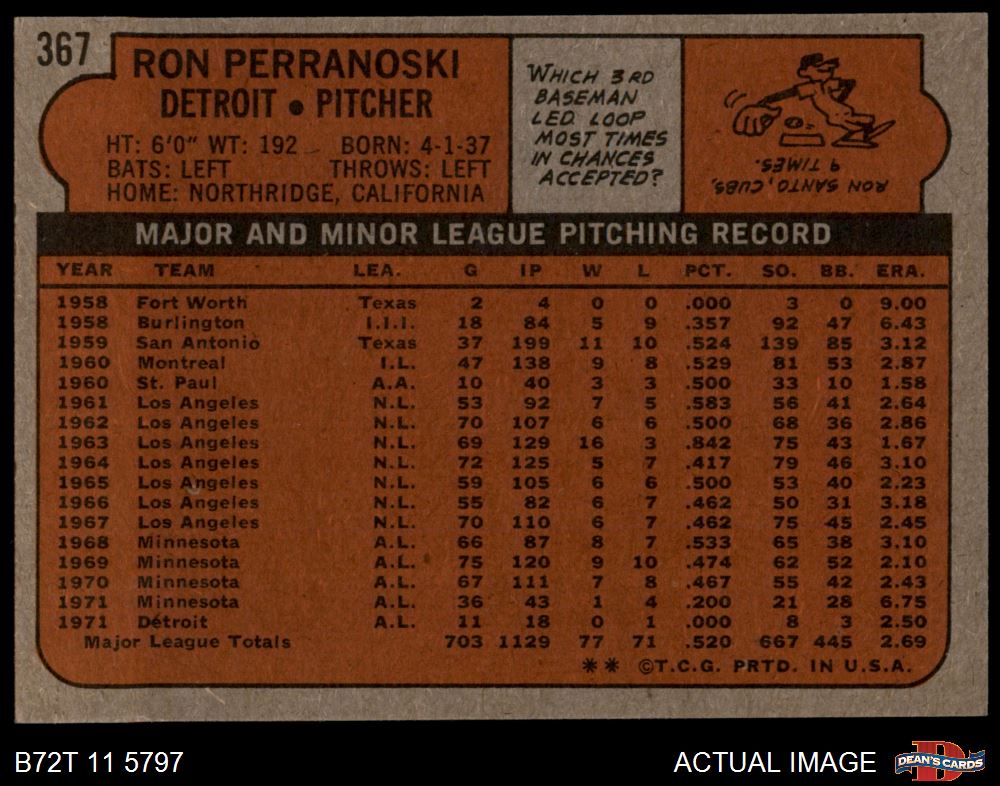 367
RON PERRANOSKI
DETROIT • PITCHER
HT: 6'0" WT: 192 BORN: 4-1-37
BATS: LEFT THROWS: LEFT
HOME: NORTHRIDGE, CALIFORNIA
WHICH 3RD
BASEMAN
LED LOOP
MOST TIMES
IN CHANCES
ACCEPTED?
RON SANTO, CUBS,
9 TIMES.
MAJOR AND MINOR LEAGUE PITCHING RECORD
YEAR TEAM LEA. G IP W L PCT. SO. BB. ERA.
1958 Fort Worth Texas 2 4 0 0 .000 3 0 9.00
1958 Burlington I.I.I. 18 84 5 9 .357 92 47 6.43
1959 San Antonio Texas 37 199 11 10 .524 139 85 3.12
1960 Montreal I.L. 47 138 9 8 .529 81 53 2.87
1960 St. Paul A.A. 10 40 3 3 .500 33 10 1.58
1961 Los Angeles N.L. 53 92 7 5 .583 56 41 2.64
1962 Los Angeles N.L. 70 107 6 6 .500 68 36 2.86
1963 Los Angeles N.L. 69 129 16 3 .842 75 43 1.67
1964 Los Angeles N.L. 72 125 5 7 .417 79 46 3.10
1965 Los Angeles N.L. 59 105 6 6 .500 53 40 2.23
1966 Los Angeles N.L. 55 82 6 7 .462 50 31 3.18
1967 Los Angeles N.L. 70 110 6 7 .462 75 45 2.45
1968 Minnesota A.L. 66 87 8 7 .533 65 38 3.10
1969 Minnesota A.L. 75 120 9 10 .474 62 52 2.10
1970 Minnesota A.L. 67 111 7 8 .467 55 42 2.43
1971 Minnesota A.L. 36 43 1 4 .200 21 28 6.75
1971 Detroit A.L. 11 18 0 1 .000 8 3 2.50
Major League Totals 703 1129 77 71 .520 667 445 2.69
** ©T.C.G. PRTD. IN U.S.A.
B72T 11 5797 ACTUAL IMAGE
D
DEAN'S CARDS